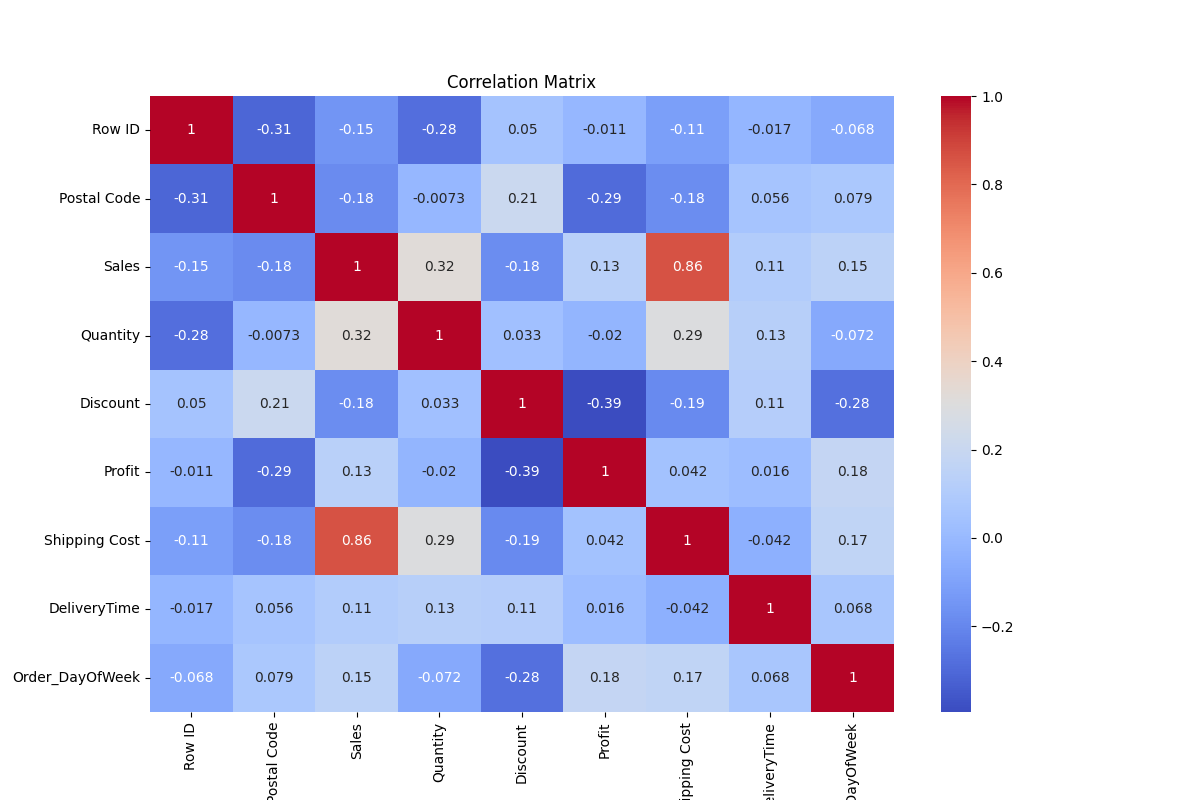 Correlation Matrix
Row ID 1 -0.31 -0.15 -0.28 0.05 -0.011 -0.11 -0.017 -0.068
Postal Code -0.31 1 -0.18 -0.0073 0.21 -0.29 -0.18 0.056 0.079
Sales -0.15 -0.18 1 0.32 -0.18 0.13 0.86 0.11 0.15
Quantity -0.28 -0.0073 0.32 1 0.033 -0.02 0.29 0.13 -0.072
Discount 0.05 0.21 -0.18 0.033 1 -0.39 -0.19 0.11 -0.28
Profit -0.011 -0.29 0.13 -0.02 -0.39 1 0.042 0.016 0.18
Shipping Cost -0.11 -0.18 0.86 0.29 -0.19 0.042 1 -0.042 0.17
DeliveryTime -0.017 0.056 0.11 0.13 0.11 0.016 -0.042 1 0.068
Order_DayOfWeek -0.068 0.079 0.15 -0.072 -0.28 0.18 0.17 0.068 1
Row ID
Postal Code
Sales
Quantity
Discount
Profit
ipping Cost
eliveryTime
DayOfWeek
1.0
0.8
0.6
0.4
0.2
0.0
−0.2